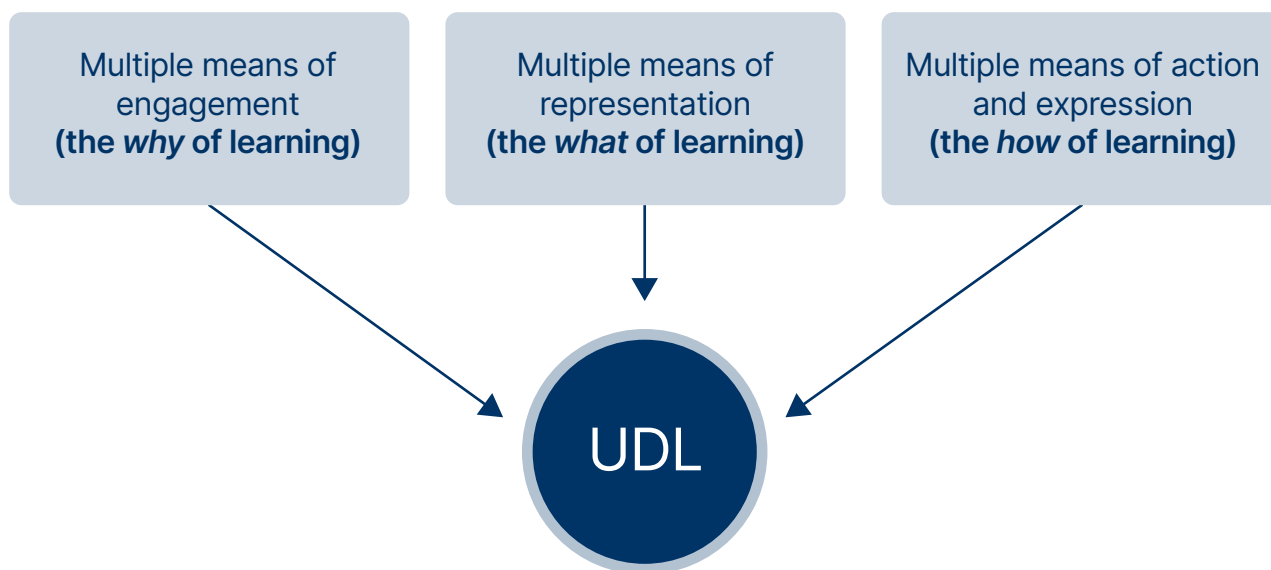 Multiple means of
engagement
(the why of learning)
Multiple means of
representation
(the what of learning)
Multiple means of action
and expression
(the how of learning)
UDL